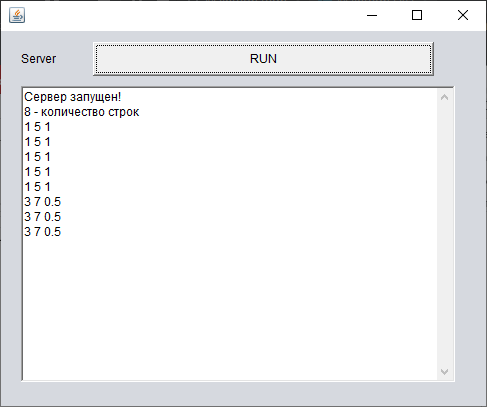 Server
RUN
Сервер запущен!
8 - количество строк
1 5 1
1 5 1
1 5 1
1 5 1
1 5 1
3 7 0.5
3 7 0.5
3 7 0.5